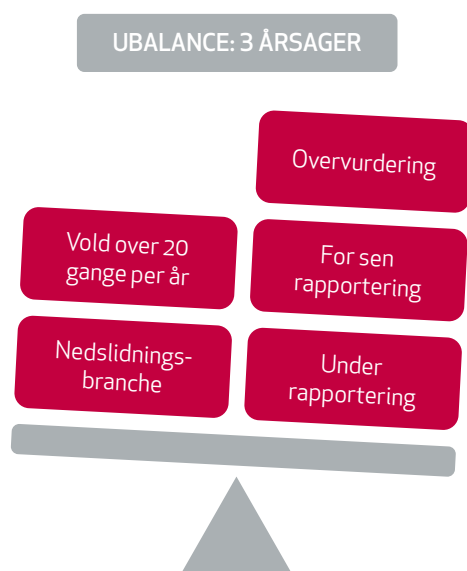 UBALANCE: 3 ÅRSAGER
Overvurdering
Vold over 20
gange per år
For sen
rapportering
Nedslidnings-
branche
Under
rapportering